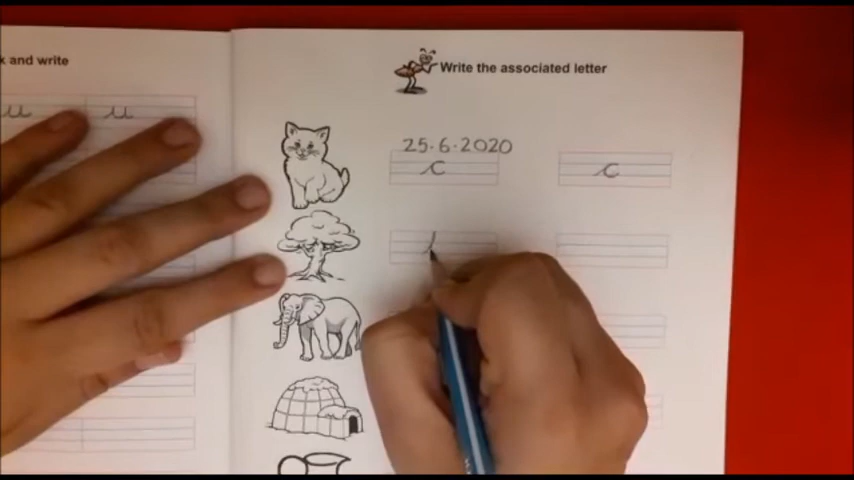 k and write
Write the associated letter
u u
25.6.2020
c c